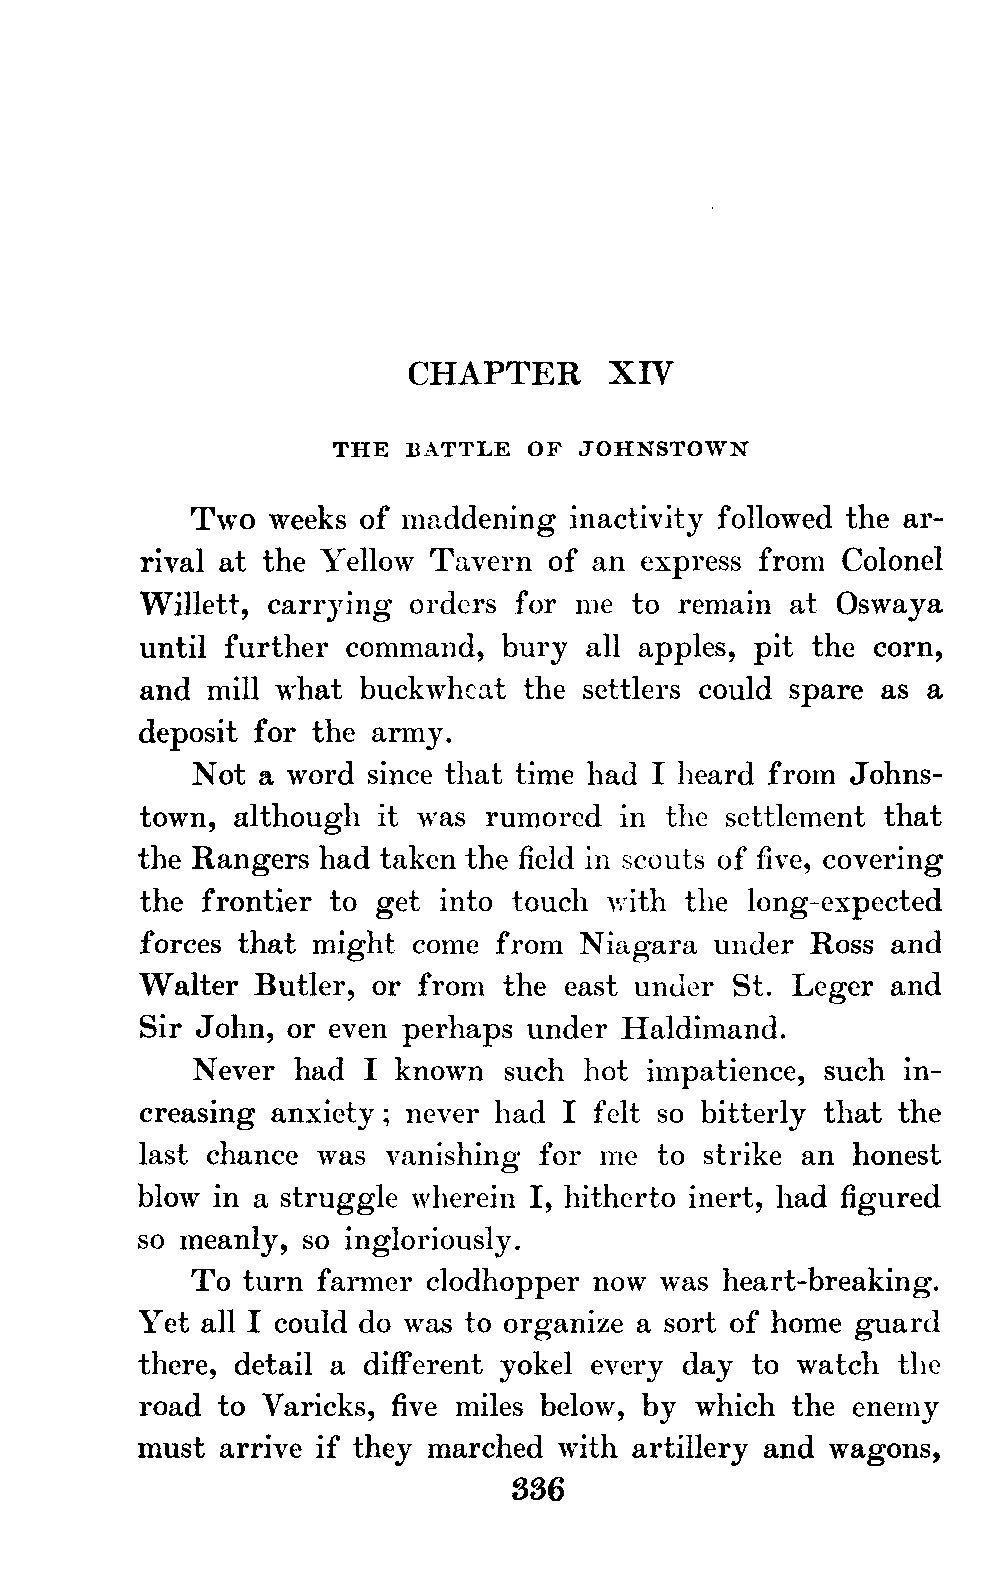 CHAPTER XIV
THE BATTLE OF JOHNSTOWN
Two weeks of maddening inactivity followed the ar-
rival at the Yellow Tavern of an express from Colonel
Willett, carrying orders for me to remain at Oswaya
until further command, bury all apples, pit the corn,
and mill what buckwheat the settlers could spare as a
deposit for the army.
Not a word since that time had I heard from Johns-
town, although it was rumored in the settlement that
the Rangers had taken the field in scouts of five, covering
the frontier to get into touch with the long-expected
forces that might come from Niagara under Ross and
Walter Butler, or from the east under St. Leger and
Sir John, or even perhaps under Haldimand.
Never had I known such hot impatience, such in-
creasing anxiety; never had I felt so bitterly that the
last chance was vanishing for me to strike an honest
blow in a struggle wherein I, hitherto inert, had figured
so meanly, so ingloriously.
To turn farmer clodhopper now was heart-breaking.
Yet all I could do was to organize a sort of home guard
there, detail a different yokel every day to watch the
road to Varicks, five miles below, by which the enemy
must arrive if they marched with artillery and wagons,
336